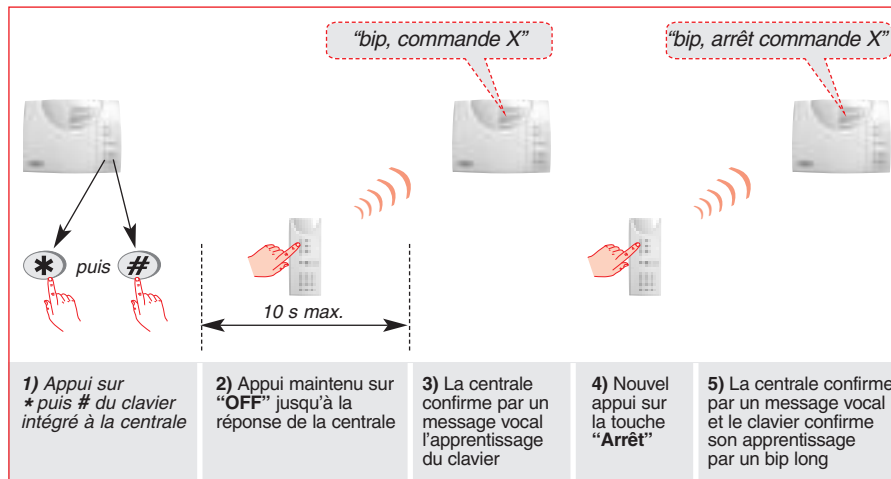 “bip, commande X”
“bip, arrêt commande X”
* puis #
10 s max.
1) Appui sur
* puis # du clavier
intégré à la centrale
2) Appui maintenu sur
“OFF” jusqu’à la
réponse de la centrale
3) La centrale
confirme par un
message vocal
l’apprentissage
du clavier
4) Nouvel
appui sur
la touche
“Arrêt”
5) La centrale confirme
par un message vocal
et le clavier confirme
son apprentissage
par un bip long